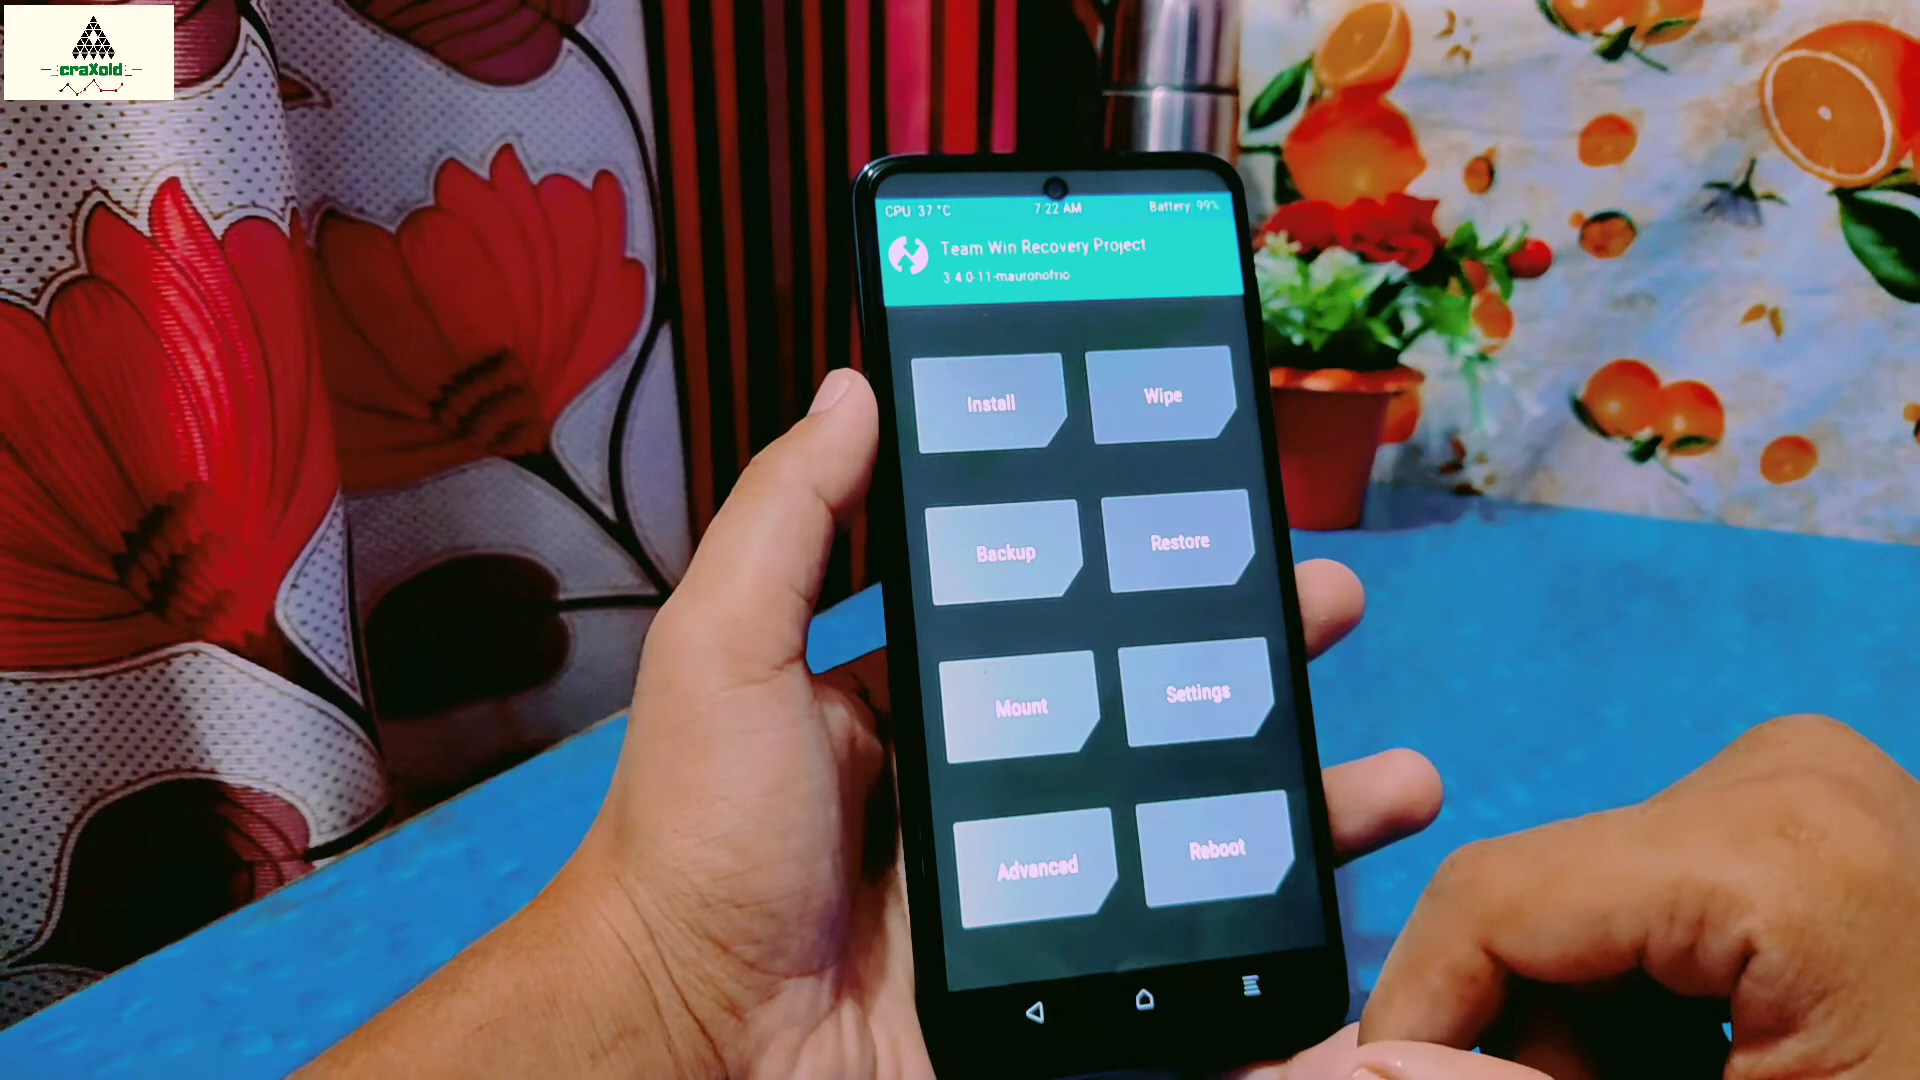 craXoid
CPU 37 °C 7:22 AM Battery 99%
Team Win Recovery Project
3.4.0-11-mauronofrio
Install Wipe
Backup Restore
Mount Settings
Advanced Reboot